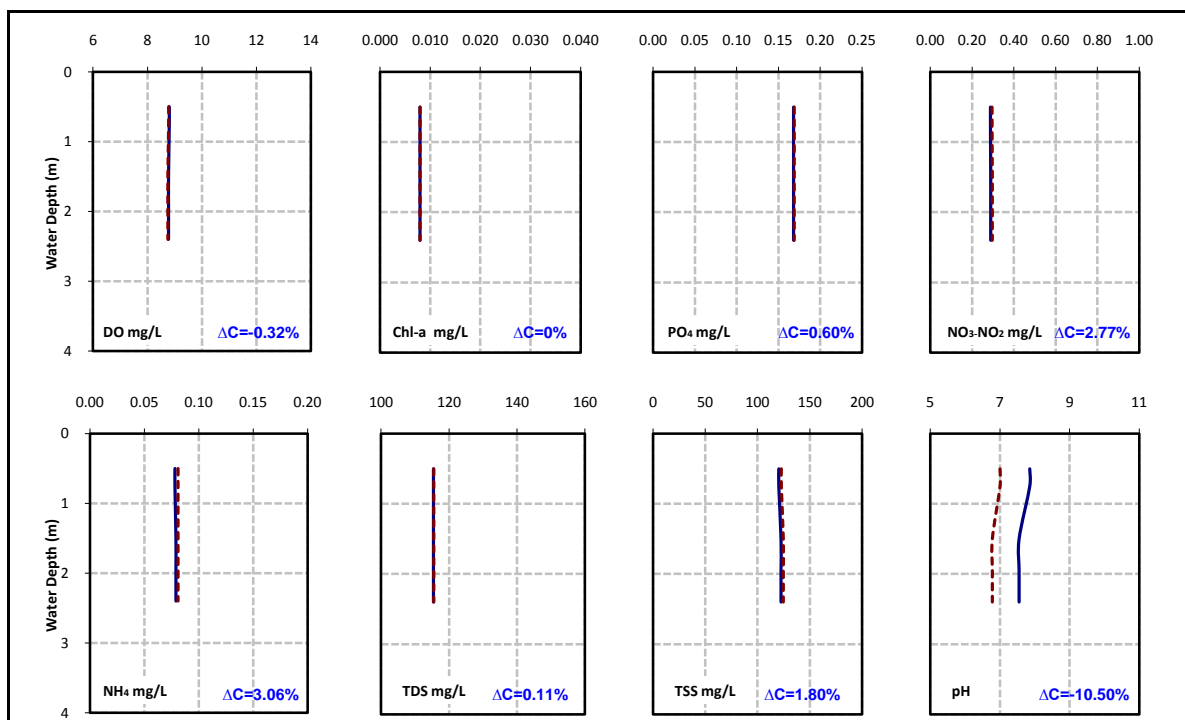 6 8 10 12 14
0.000 0.010 0.020 0.030 0.040
0.00 0.05 0.10 0.15 0.20 0.25
0.00 0.20 0.40 0.60 0.80 1.00
0
1
2
3
4
Water Depth (m)
DO mg/L ΔC=-0.32%
Chl-a mg/L ΔC=0%
PO₄ mg/L ΔC=0.60%
NO₃-NO₂ mg/L ΔC=2.77%
0.00 0.05 0.10 0.15 0.20
100 120 140 160
0 50 100 150 200
5 7 9 11
0
1
2
3
4
Water Depth (m)
NH₄ mg/L ΔC=3.06%
TDS mg/L ΔC=0.11%
TSS mg/L ΔC=1.80%
pH ΔC=-10.50%